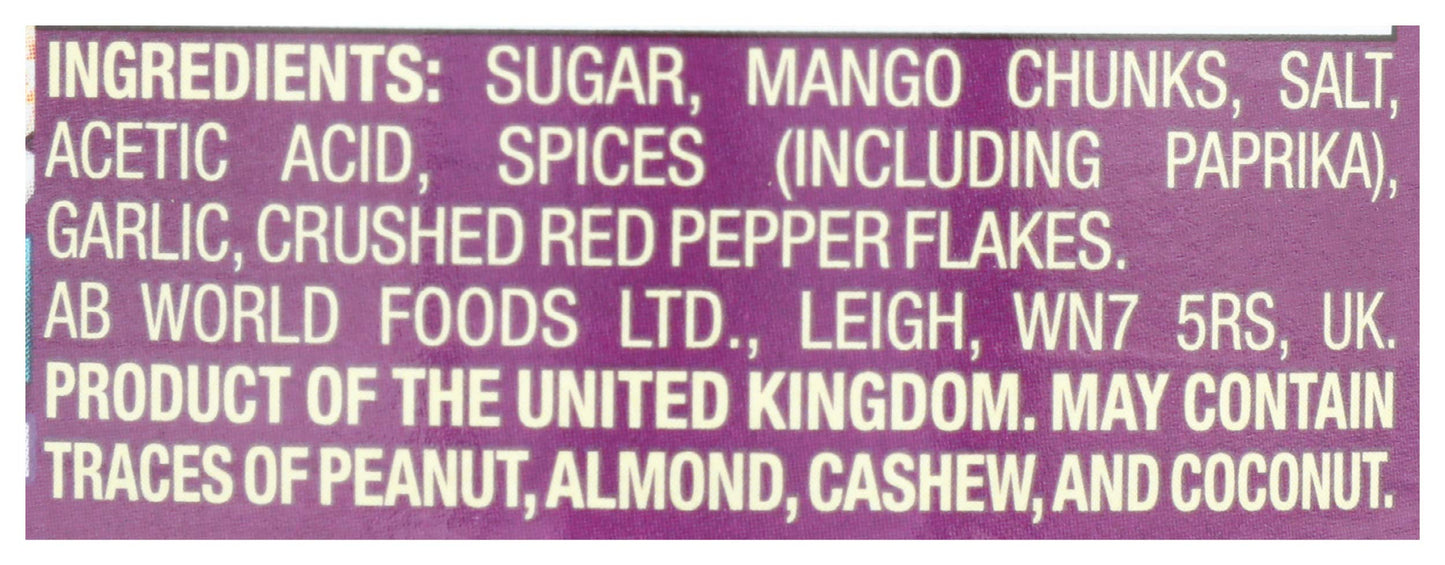 INGREDIENTS: SUGAR, MANGO CHUNKS, SALT,
ACETIC ACID, SPICES (INCLUDING PAPRIKA),
GARLIC, CRUSHED RED PEPPER FLAKES.
AB WORLD FOODS LTD., LEIGH, WN7 5RS, UK.
PRODUCT OF THE UNITED KINGDOM. MAY CONTAIN
TRACES OF PEANUT, ALMOND, CASHEW, AND COCONUT.